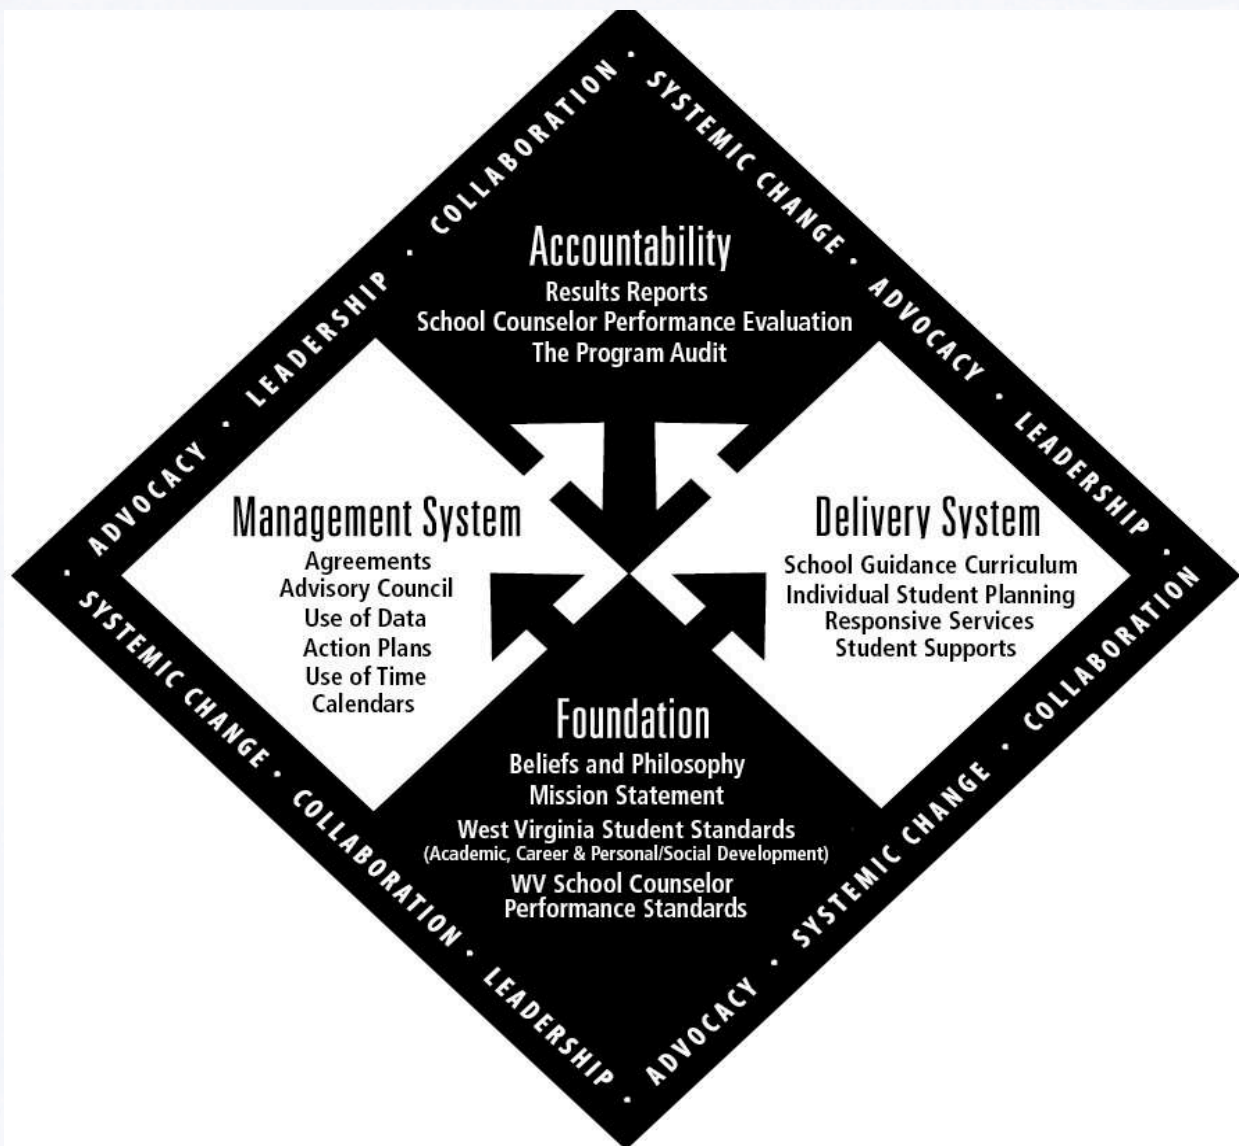 COLLABORATION · SYSTEMIC CHANGE · ADVOCACY · LEADERSHIP ·
· ADVOCACY · LEADERSHIP ·
Accountability
Results Reports
School Counselor Performance Evaluation
The Program Audit
Management System
Agreements
Advisory Council
Use of Data
Action Plans
Use of Time
Calendars
Delivery System
School Guidance Curriculum
Individual Student Planning
Responsive Services
Student Supports
Foundation
Beliefs and Philosophy
Mission Statement
West Virginia Student Standards
(Academic, Career & Personal/Social Development)
WV School Counselor
Performance Standards
SYSTEMIC CHANGE · COLLABORATION · LEADERSHIP ·
ADVOCACY · SYSTEMIC CHANGE · COLLABORATION